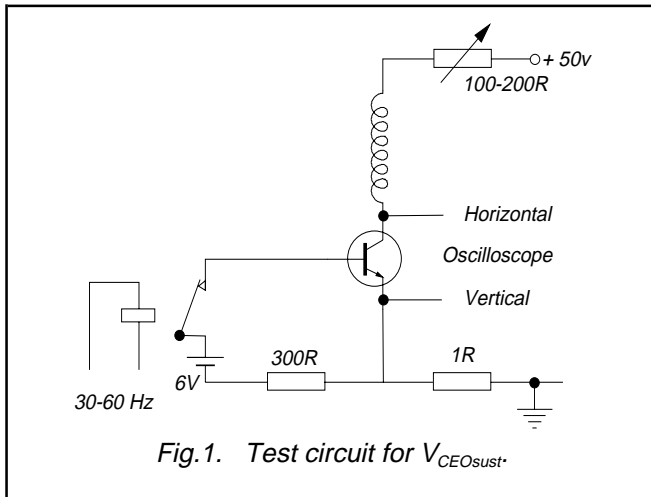 + 50v
100-200R
Horizontal
Oscilloscope
Vertical
300R
1R
6V
30-60 Hz
Fig.1. Test circuit for VCEOsust.